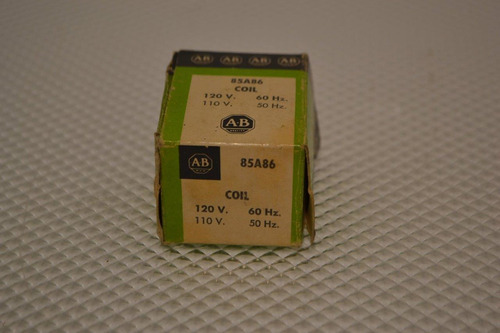 AB AB AB AB
85A86
COIL
120 V. 60 Hz.
110 V. 50 Hz.
AB
AB 85A86
COIL
120 V. 60 Hz.
110 V. 50 Hz.